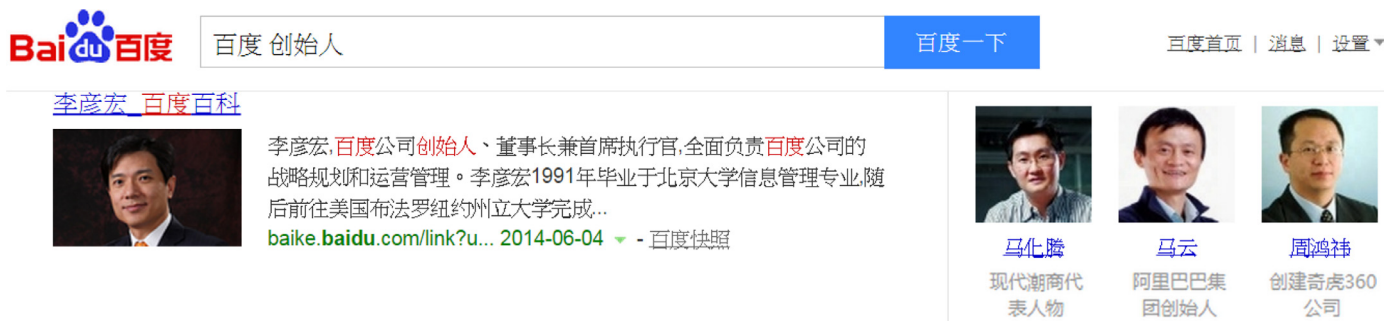 Bai du 百度
百度 创始人
百度一下
百度首页 | 消息 | 设置
李彦宏_百度百科
李彦宏,百度公司创始人、董事长兼首席执行官,全面负责百度公司的
战略规划和运营管理。李彦宏1991年毕业于北京大学信息管理专业,随
后前往美国布法罗纽约州立大学完成...
baike.baidu.com/link?u... 2014-06-04 - 百度快照
马化腾
现代潮商代
表人物
马云
阿里巴巴集
团创始人
周鸿祎
创建奇虎360
公司